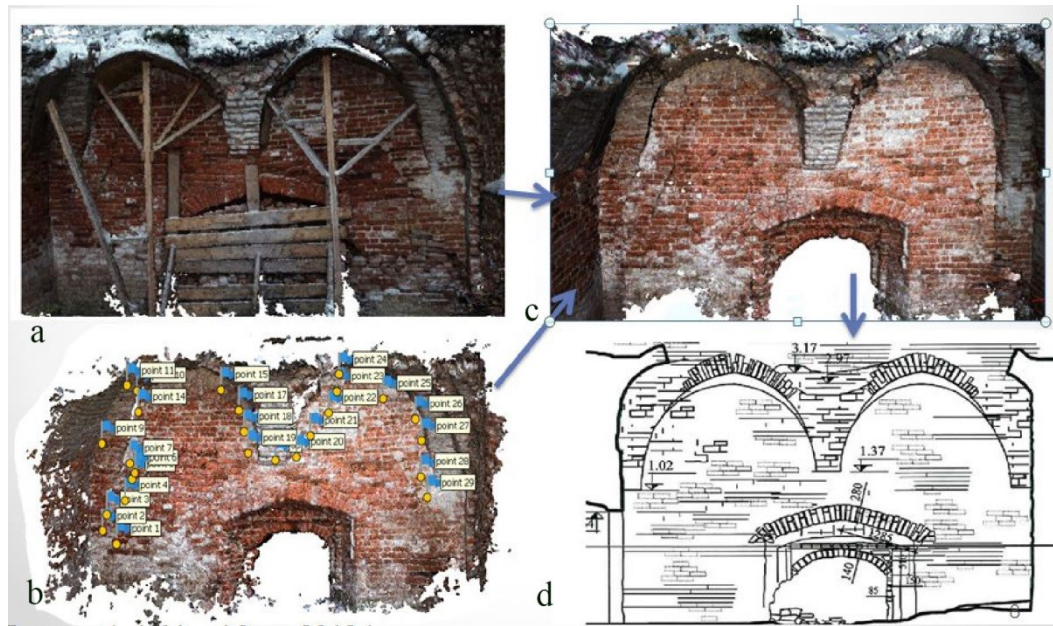 a
c
point 11
10
point 14
point 15
point 17
point 18
point 19
point 24
point 23
point 22
point 21
point 20
point 25
point 26
point 27
point 28
point 29
point 9
point 7
point 4
point 3
point 2
point 1
b
3.17
2.97
1.02
1.37
280
1285
140
85
d